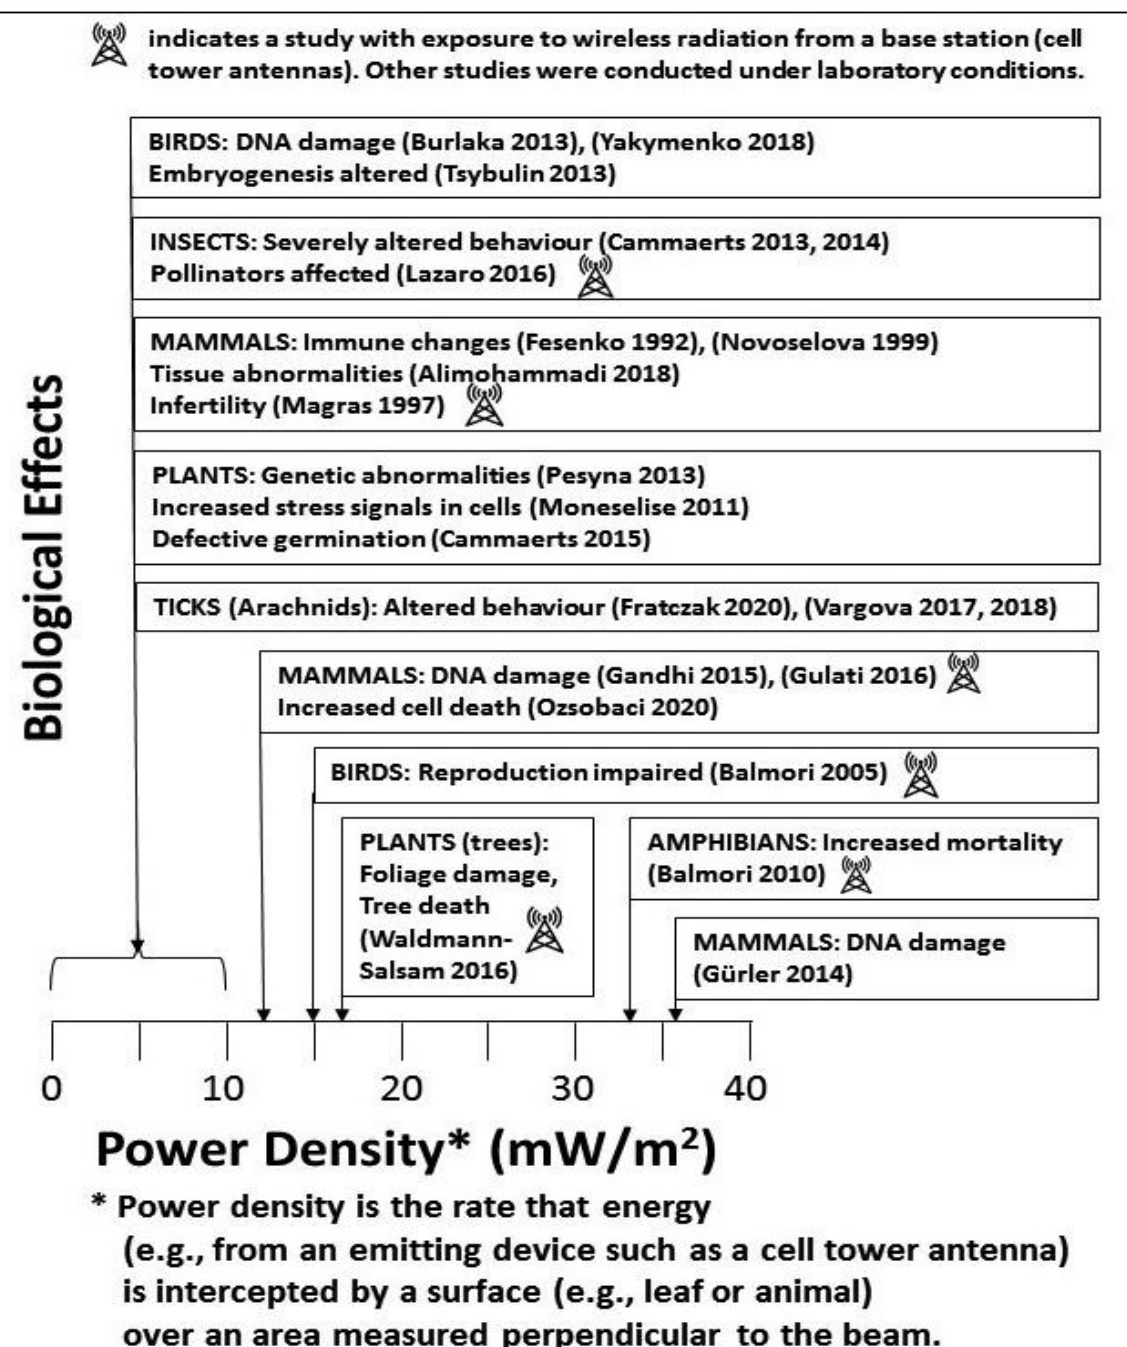 indicates a study with exposure to wireless radiation from a base station (cell
tower antennas). Other studies were conducted under laboratory conditions.
BIRDS: DNA damage (Burlaka 2013), (Yakymenko 2018)
Embryogenesis altered (Tsybulin 2013)
INSECTS: Severely altered behaviour (Cammaerts 2013, 2014)
Pollinators affected (Lazaro 2016)
MAMMALS: Immune changes (Fesenko 1992), (Novoselova 1999)
Tissue abnormalities (Alimohammadi 2018)
Infertility (Magras 1997)
PLANTS: Genetic abnormalities (Pesyna 2013)
Increased stress signals in cells (Moneselise 2011)
Defective germination (Cammaerts 2015)
TICKS (Arachnids): Altered behaviour (Fratczak 2020), (Vargova 2017, 2018)
MAMMALS: DNA damage (Gandhi 2015), (Gulati 2016)
Increased cell death (Ozsobaci 2020)
BIRDS: Reproduction impaired (Balmori 2005)
PLANTS (trees):
Foliage damage,
Tree death
(Waldmann-
Salsam 2016)
AMPHIBIANS: Increased mortality
(Balmori 2010)
MAMMALS: DNA damage
(Gürler 2014)
Biological Effects
0 10 20 30 40
Power Density* (mW/m²)
* Power density is the rate that energy
(e.g., from an emitting device such as a cell tower antenna)
is intercepted by a surface (e.g., leaf or animal)
over an area measured perpendicular to the beam.